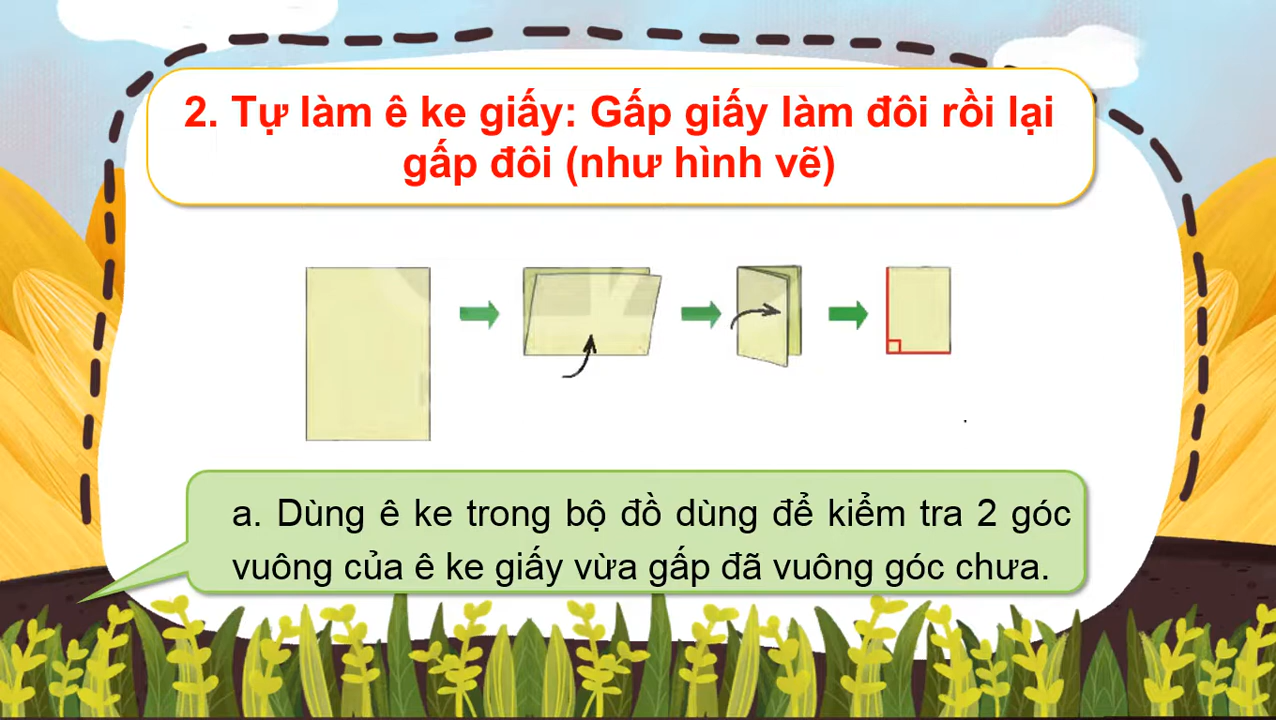 2. Tự làm ê ke giấy: Gấp giấy làm đôi rồi lại
gấp đôi (như hình vẽ)
a. Dùng ê ke trong bộ đồ dùng để kiểm tra 2 góc
vuông của ê ke giấy vừa gấp đã vuông góc chưa.